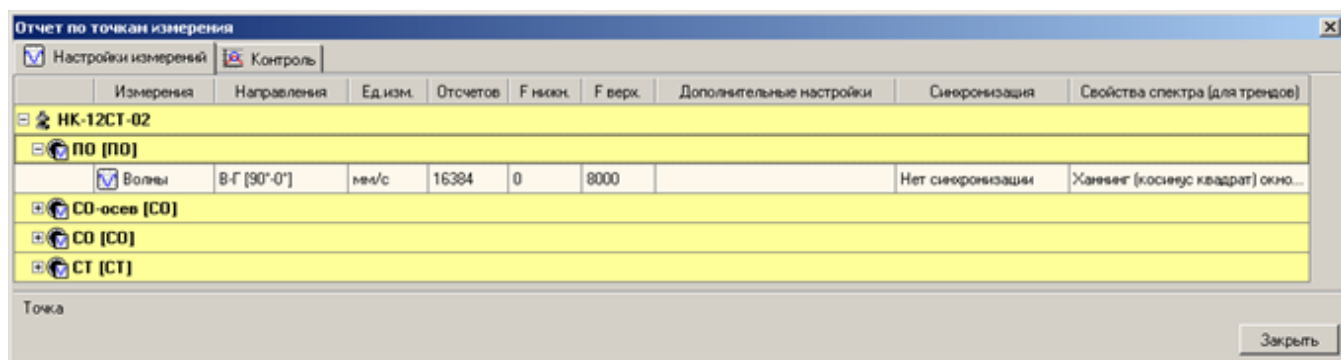 Отчет по точкам измерения
Настройки измерений Контроль
Измерения Направления Ед.изм. Отсчетов F нижн. F верх. Дополнительные настройки Синхронизация Свойства спектра (для трендов)
НК-12СТ-02
ПО [ПО]
Волны В-Г [90°-0°] мм/с 16384 0 8000 Нет синхронизации Ханнинг (косинус квадрат) окно...
СО-осев [СО]
СО [СО]
СТ [СТ]
Точка
Закрыть